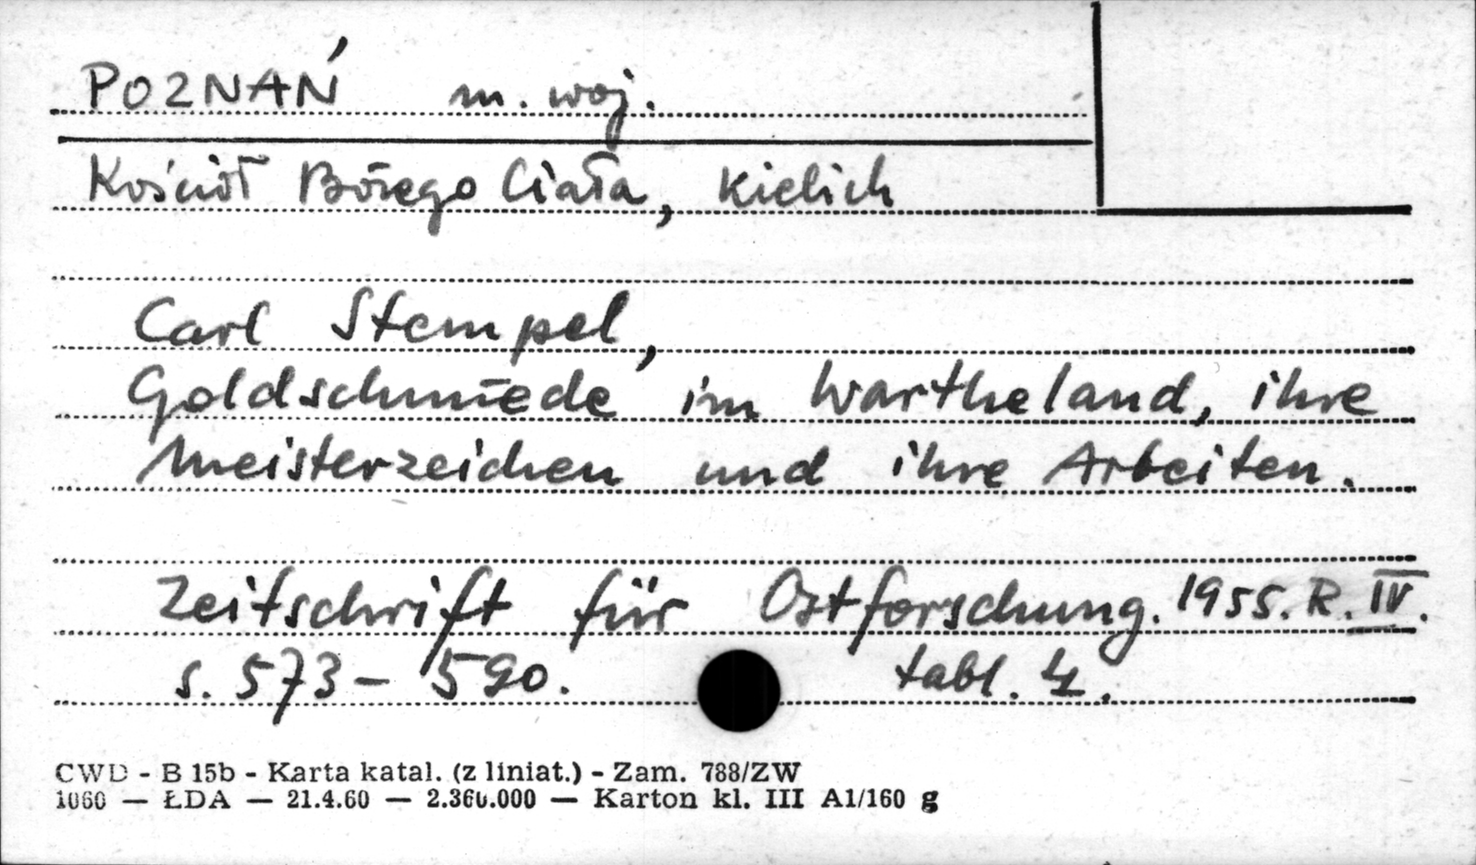 POZNAŃ m. woj.
Kościół Bożego Ciała, kielich
Carl Stempel,
Goldschmiede im Wartheland, ihre
Meisterzeichen und ihre Arbeiten.
Zeitschrift für Ostforschung. 1955. R. IV.
s. 573-590. tabl. 4.
CWD - B 15b - Karta katal. (z liniat.) - Zam. 788/ZW
1060 — ŁDA — 21.4.60 — 2.360.000 — Karton kl. III A1/160 g